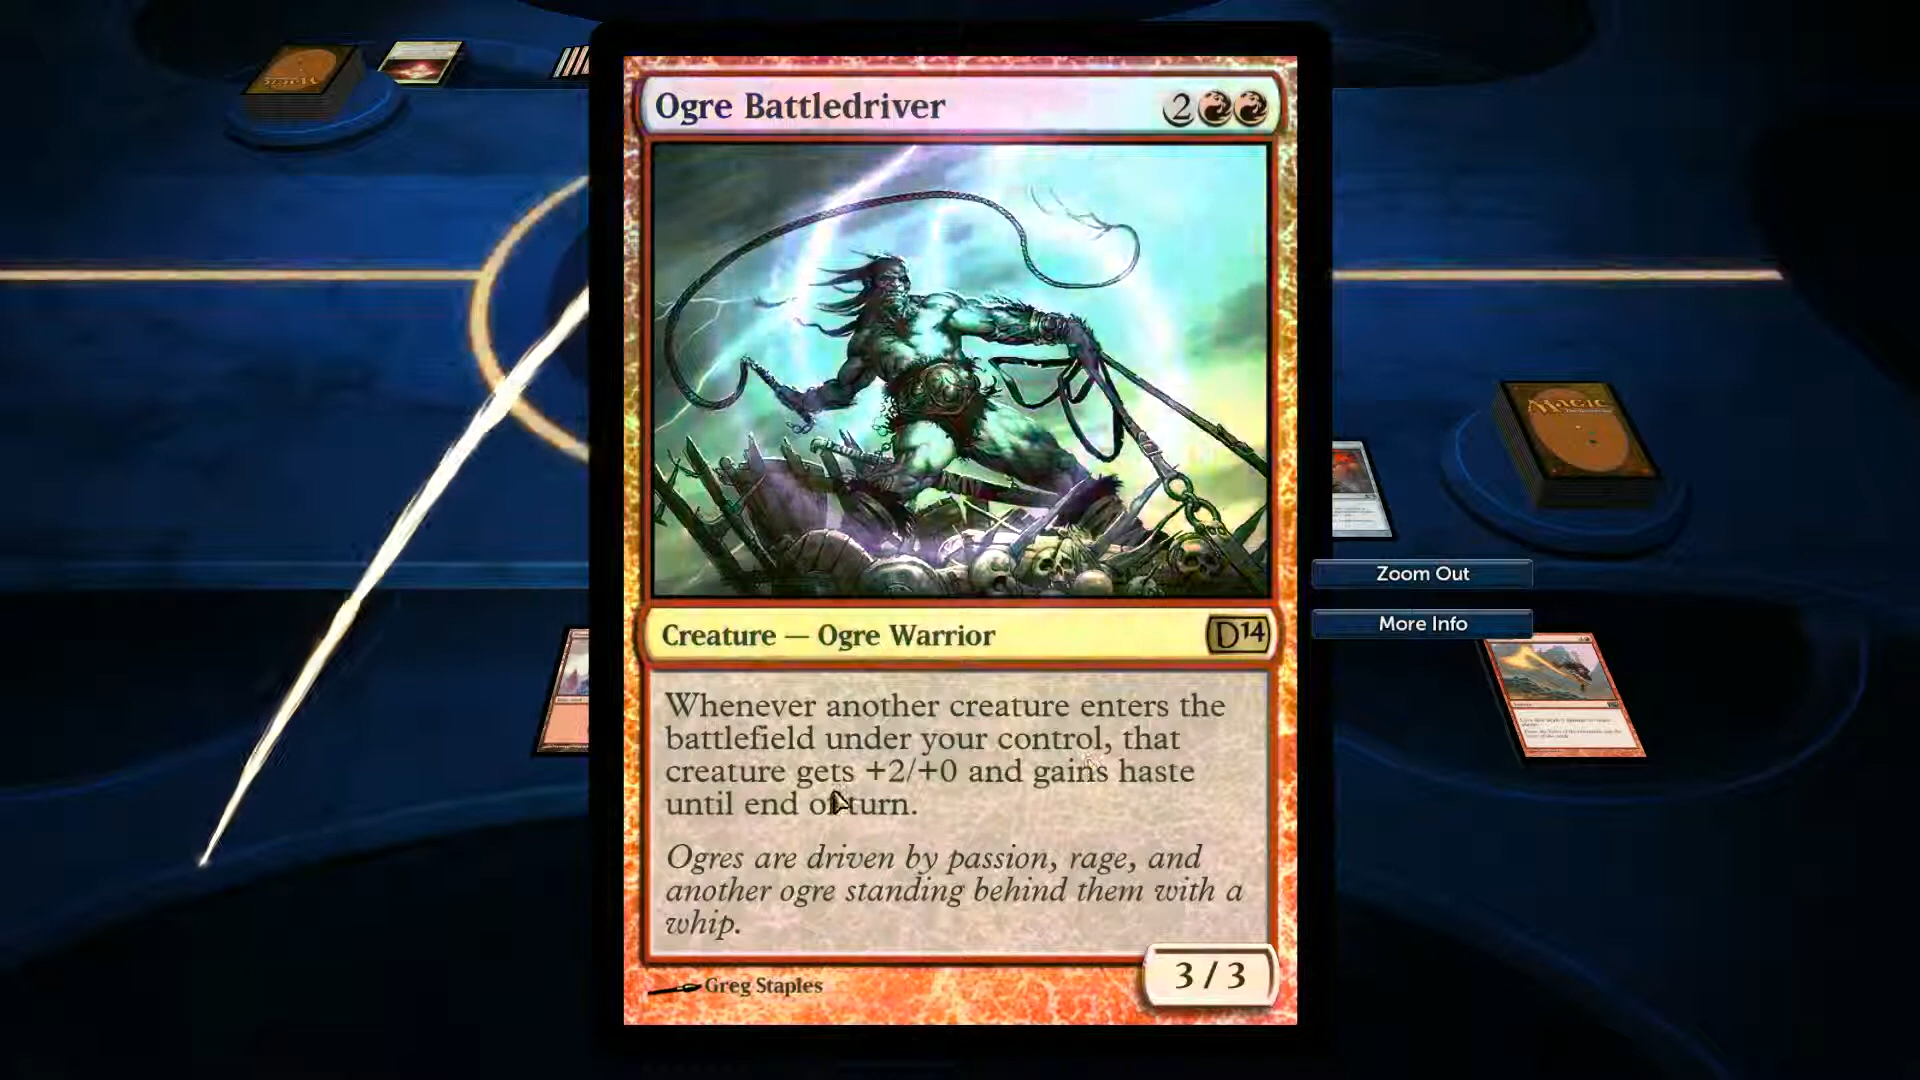 Ogre Battledriver 2
Creature — Ogre Warrior D14
Whenever another creature enters the
battlefield under your control, that
creature gets +2/+0 and gains haste
until end of turn.
Ogres are driven by passion, rage, and
another ogre standing behind them with a
whip.
Greg Staples
3 / 3
MAGIC
Zoom Out
More Info